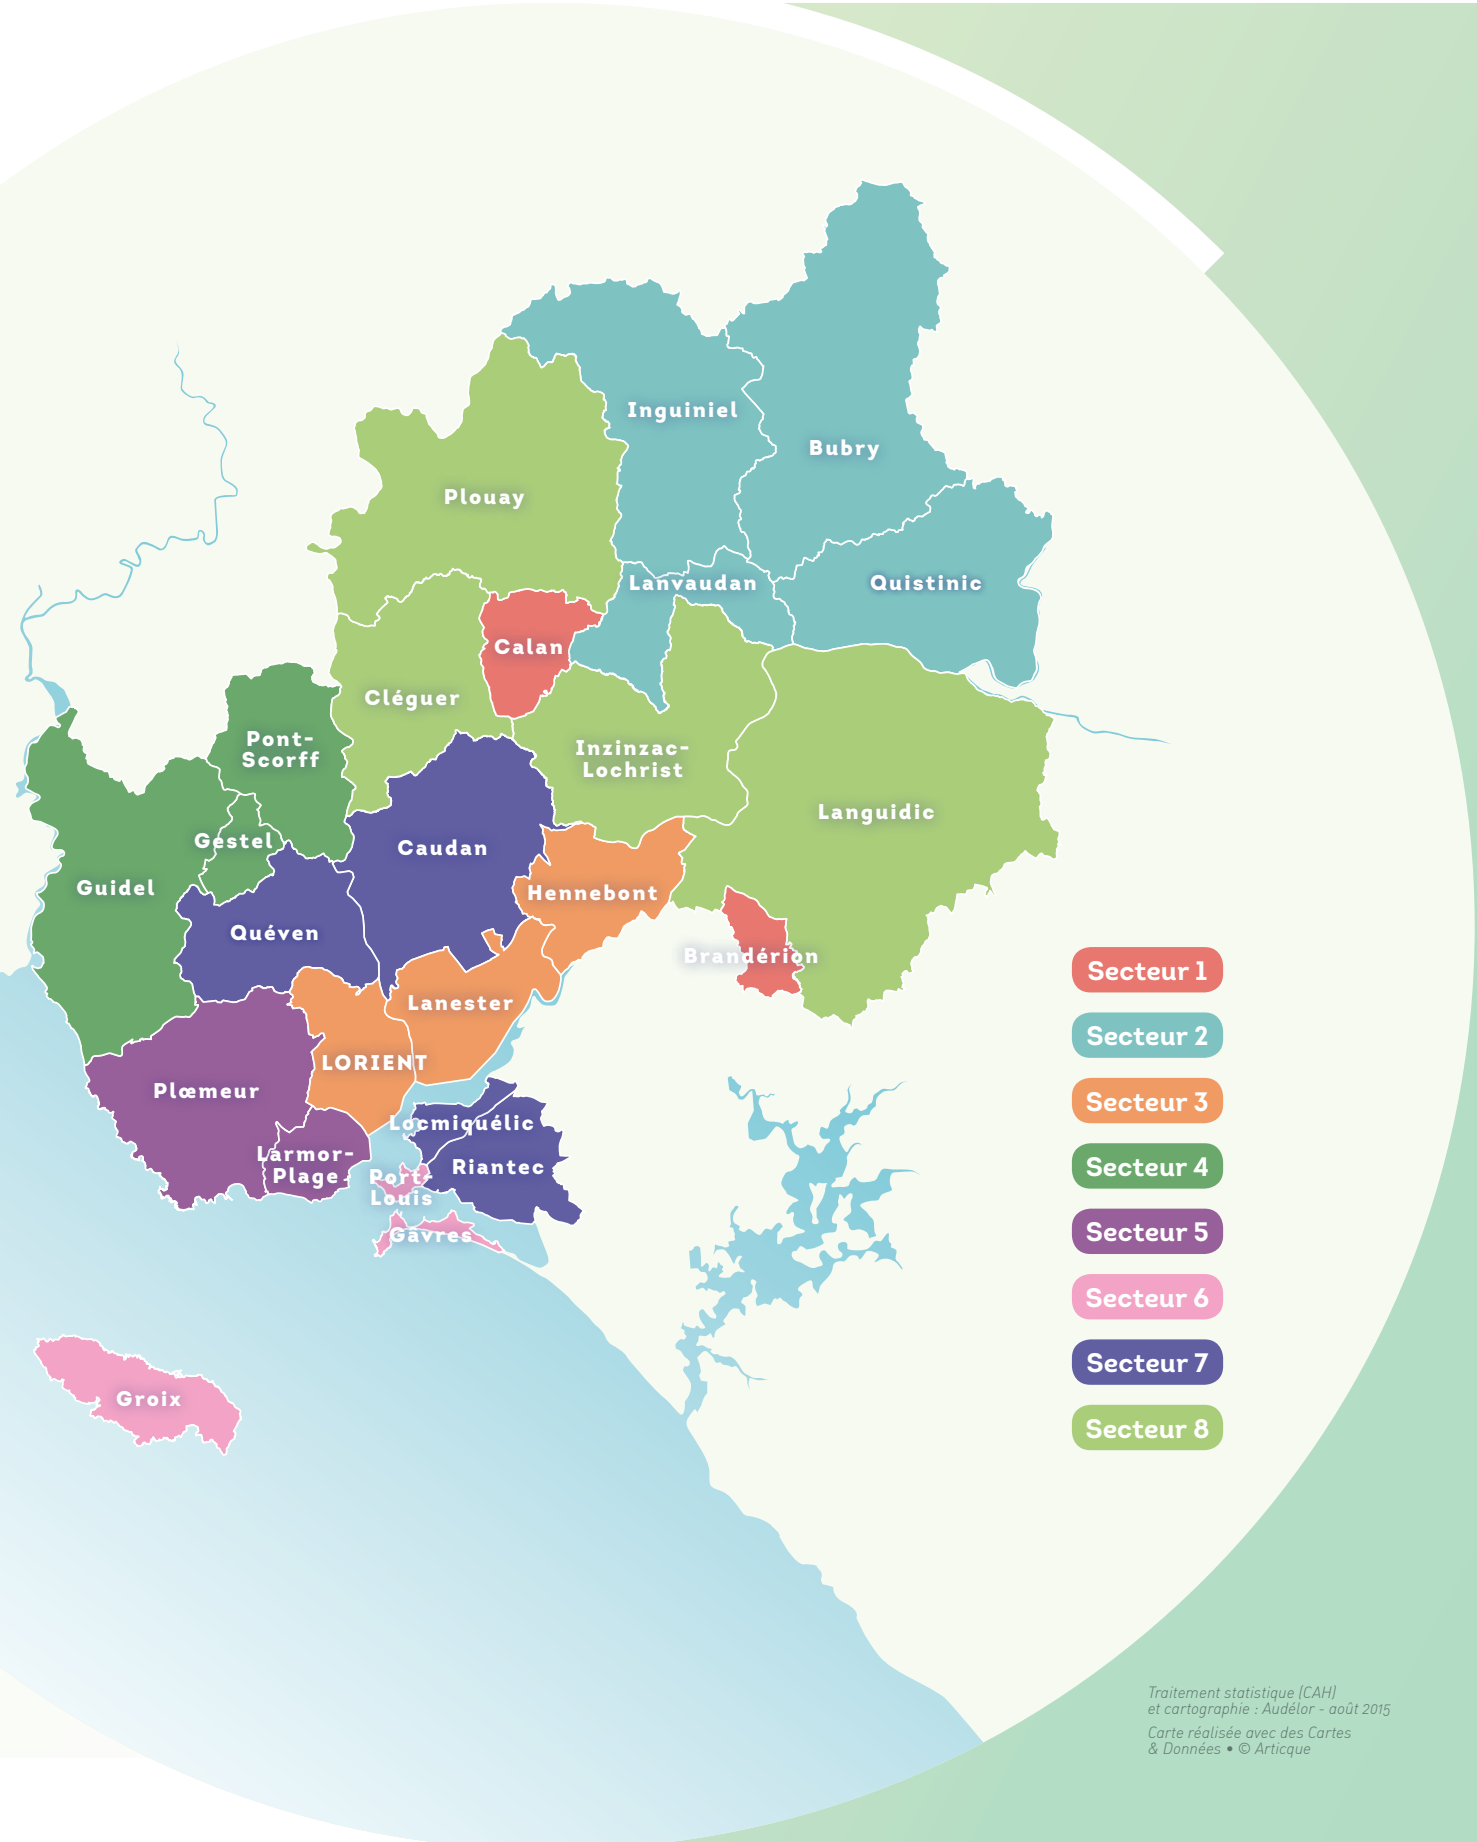 Inguiniel
Bubry
Plouay
Lanvaudan
Quistinic
Calan
Cléguer
Pont-
Scorff
Inzinzac-
Lochrist
Languidic
Gestel
Caudan
Guidel
Hennebont
Quéven
Brandérion
Lanester
LORIENT
Plœmeur
Locmiquélic
Larmor-
Plage
Riantec
Port-
Louis
Gâvres
Groix
Secteur 1
Secteur 2
Secteur 3
Secteur 4
Secteur 5
Secteur 6
Secteur 7
Secteur 8
Traitement statistique (CAH)
et cartographie : Audélor - août 2015
Carte réalisée avec des Cartes
& Données • © Articque